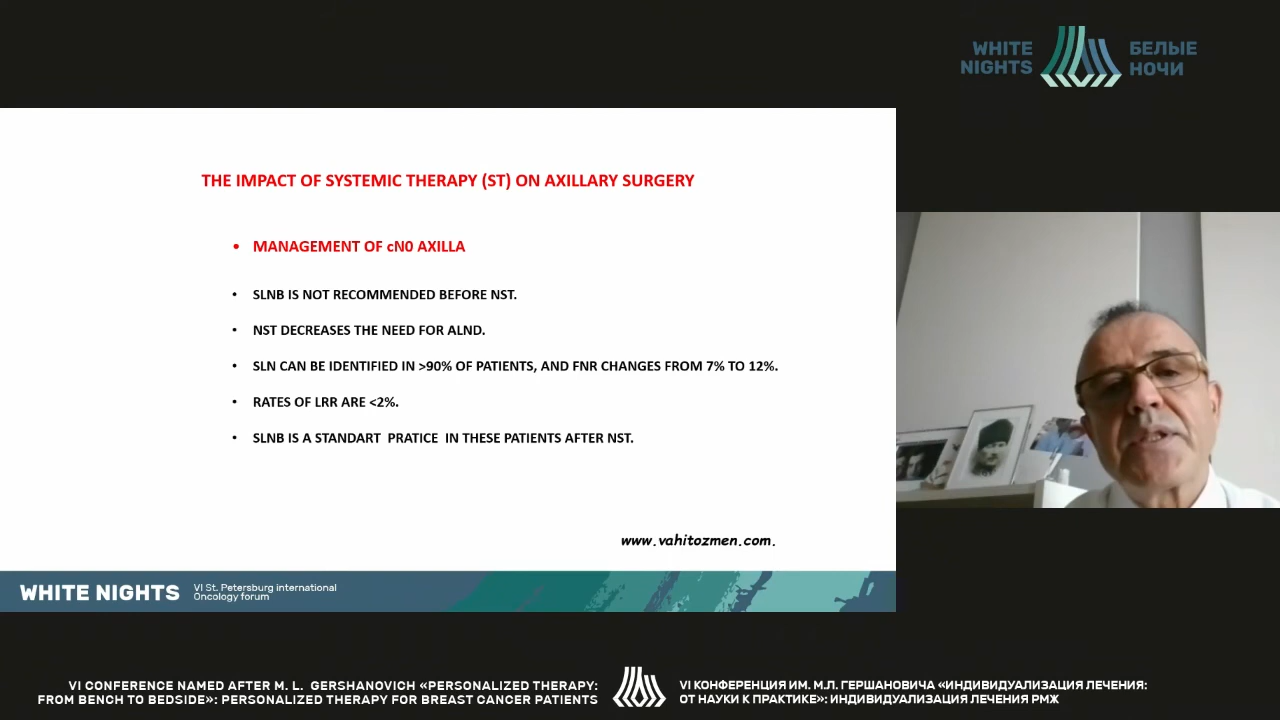 WHITE
NIGHTS
БЕЛЫЕ
НОЧИ
THE IMPACT OF SYSTEMIC THERAPY (ST) ON AXILLARY SURGERY
• MANAGEMENT OF cN0 AXILLA
• SLNB IS NOT RECOMMENDED BEFORE NST.
• NST DECREASES THE NEED FOR ALND.
• SLN CAN BE IDENTIFIED IN >90% OF PATIENTS, AND FNR CHANGES FROM 7% TO 12%.
• RATES OF LRR ARE <2%.
• SLNB IS A STANDART PRATICE IN THESE PATIENTS AFTER NST.
www.vahitozmen.com.
WHITE NIGHTS
VI St. Petersburg international
Oncology forum
VI CONFERENCE NAMED AFTER M. L. GERSHANOVICH «PERSONALIZED THERAPY:
FROM BENCH TO BEDSIDE»: PERSONALIZED THERAPY FOR BREAST CANCER PATIENTS
VI КОНФЕРЕНЦИЯ ИМ. М.Л. ГЕРШАНОВИЧА «ИНДИВИДУАЛИЗАЦИЯ ЛЕЧЕНИЯ:
ОТ НАУКИ К ПРАКТИКЕ»: ИНДИВИДУАЛИЗАЦИЯ ЛЕЧЕНИЯ РМЖ